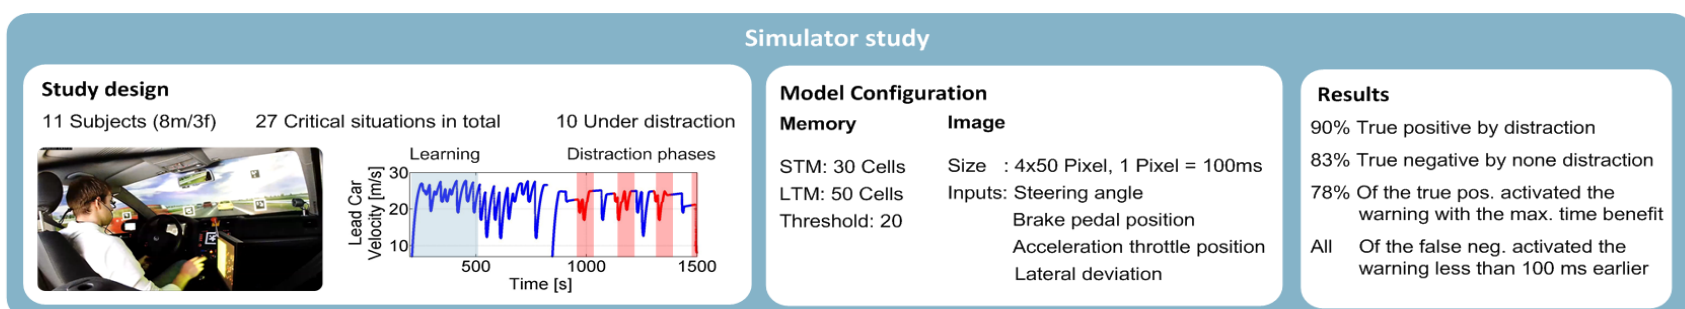 Simulator study
Study design
11 Subjects (8m/3f) 27 Critical situations in total 10 Under distraction
Learning Distraction phases
Lead Car
Velocity [m/s]
30
20
10
500 1000 1500
Time [s]
Model Configuration
Memory
STM: 30 Cells
LTM: 50 Cells
Threshold: 20
Image
Size : 4x50 Pixel, 1 Pixel = 100ms
Inputs: Steering angle
Brake pedal position
Acceleration throttle position
Lateral deviation
Results
90% True positive by distraction
83% True negative by none distraction
78% Of the true pos. activated the
warning with the max. time benefit
All Of the false neg. activated the
warning less than 100 ms earlier